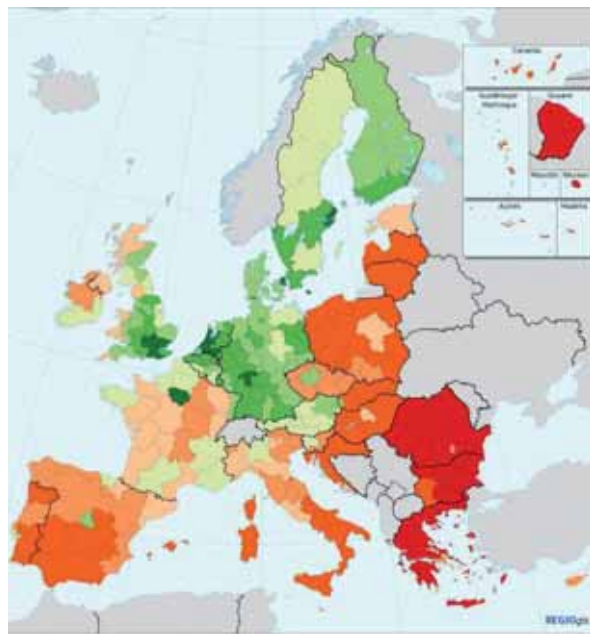 Canarias
Guadeloupe
Martinique
Guyane
Mayotte
Réunion
Açores
Madeira
REGIOgis